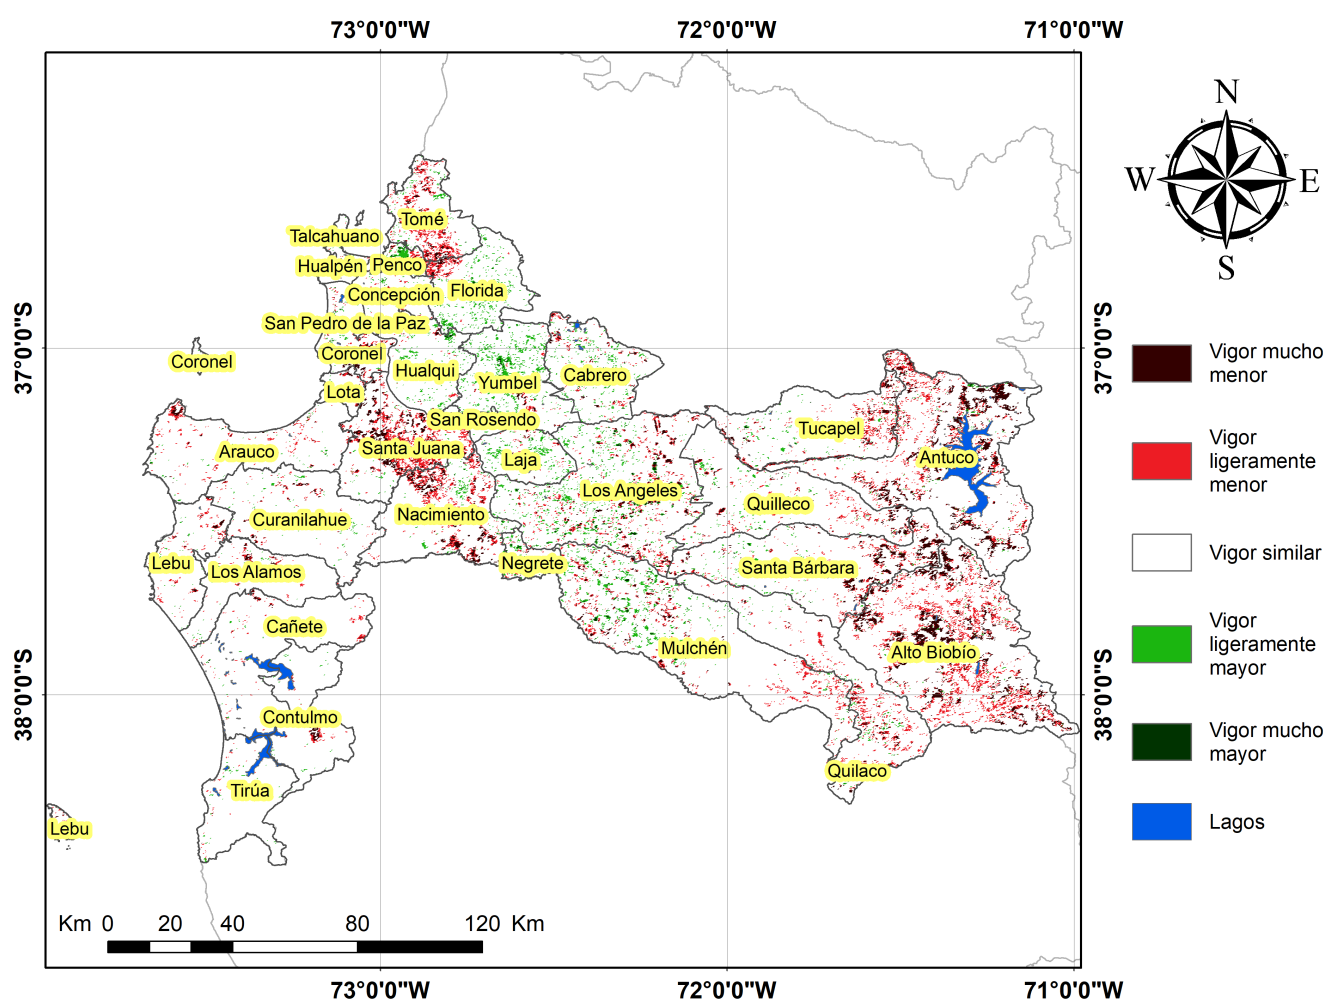 73°0'0"W
72°0'0"W
71°0'0"W
N
W
E
S
37°0'0"S
38°0'0"S
37°0'0"S
38°0'0"S
Tomé
Talcahuano
Hualpén
Penco
Concepción
Florida
San Pedro de la Paz
Coronel
Coronel
Hualqui
Yumbel
Cabrero
Lota
San Rosendo
Tucapel
Arauco
Santa Juana
Laja
Antuco
Los Angeles
Quilleco
Curanilahue
Nacimiento
Lebu
Los Alamos
Negrete
Santa Bárbara
Cañete
Mulchén
Alto Biobío
Contulmo
Quilaco
Tirúa
Lebu
Km 0 20 40 80 120 Km
73°0'0"W
72°0'0"W
71°0'0"W
Vigor mucho
menor
Vigor
ligeramente
menor
Vigor similar
Vigor
ligeramente
mayor
Vigor mucho
mayor
Lagos